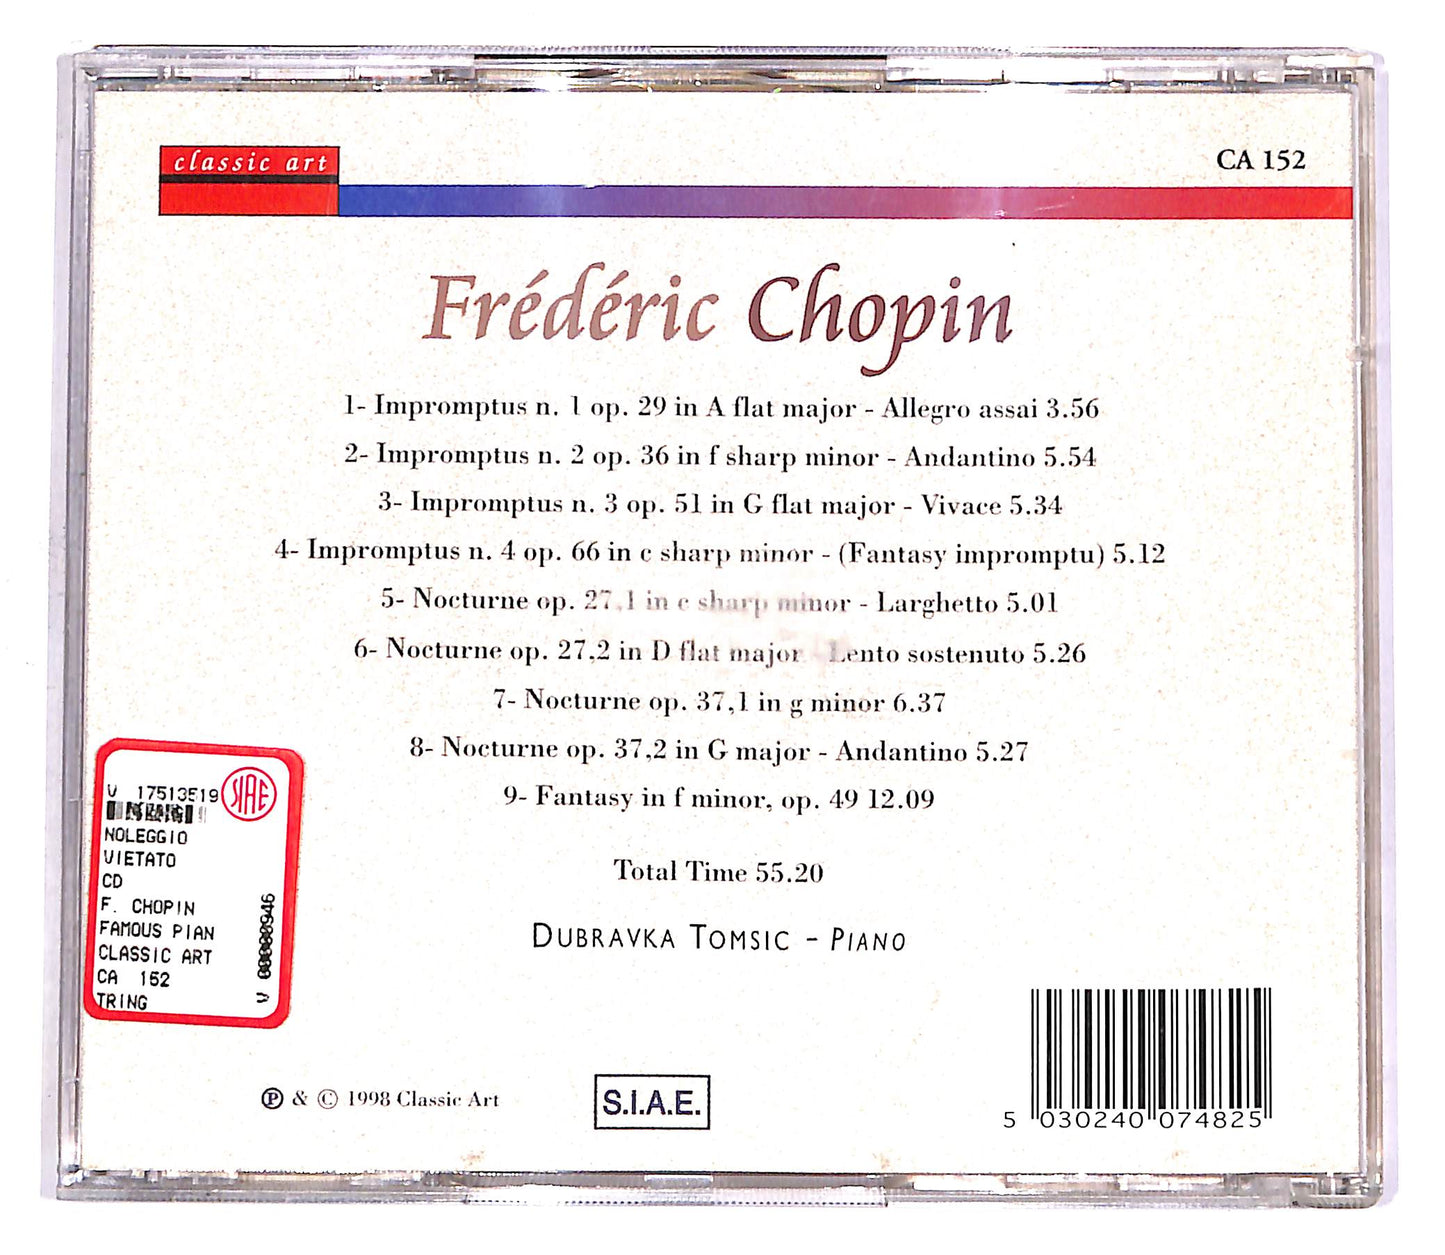 classic art
CA 152
Frédéric Chopin
1- Impromptus n. 1 op. 29 in A flat major - Allegro assai 3.56
2- Impromptus n. 2 op. 36 in f sharp minor - Andantino 5.54
3- Impromptus n. 3 op. 51 in G flat major - Vivace 5.34
4- Impromptus n. 4 op. 66 in c sharp minor - (Fantasy impromptu) 5.12
5- Nocturne op. 27,1 in c sharp minor - Larghetto 5.01
6- Nocturne op. 27,2 in D flat major - Lento sostenuto 5.26
7- Nocturne op. 37,1 in g minor 6.37
8- Nocturne op. 37,2 in G major - Andantino 5.27
9- Fantasy in f minor, op. 49 12.09
Total Time 55.20
DUBRAVKA TOMSIC - PIANO
V 17513519
SIAE
NOLEGGIO
VIETATO
CD
F. CHOPIN
FAMOUS PIAN
CLASSIC ART
CA 152
TRING
V 00000946
℗ & © 1998 Classic Art
S.I.A.E.
5 030240 074825